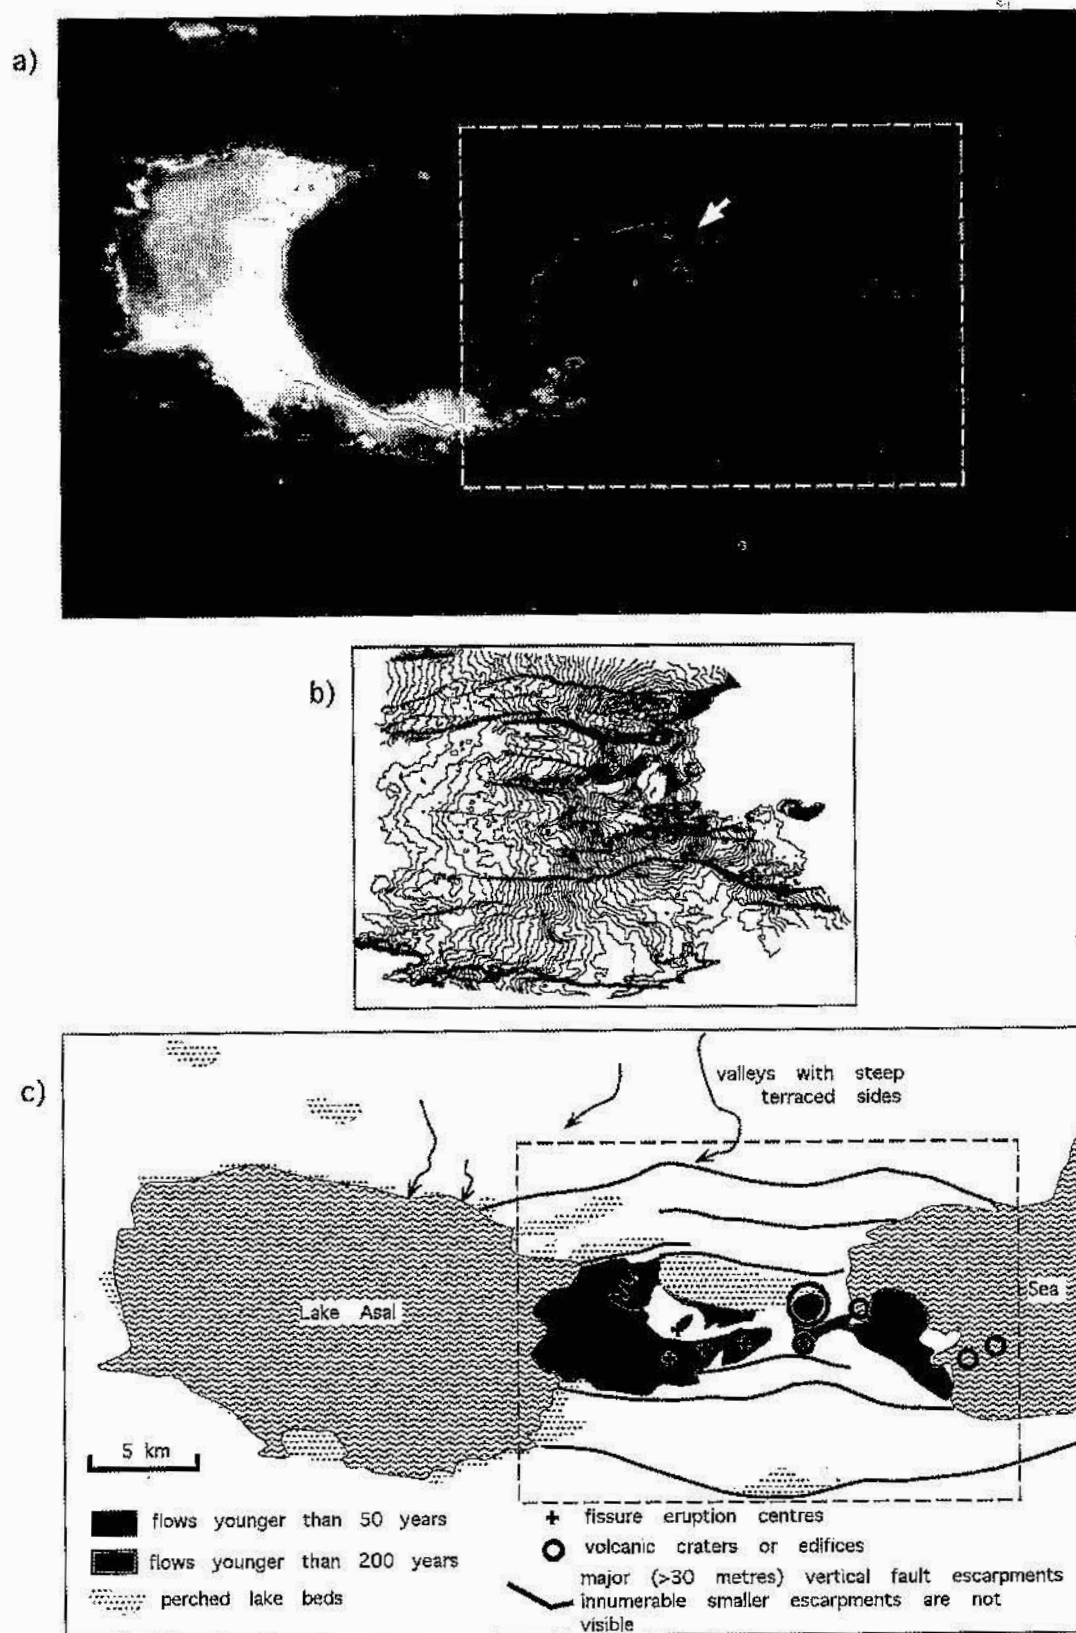 a)
b)
c)
valleys with steep
terraced sides
Lake Asal
Sea
5 km
flows younger than 50 years
flows younger than 200 years
perched lake beds
fissure eruption centres
volcanic craters or edifices
major (>30 metres) vertical fault escarpments
innumerable smaller escarpments are not
visible